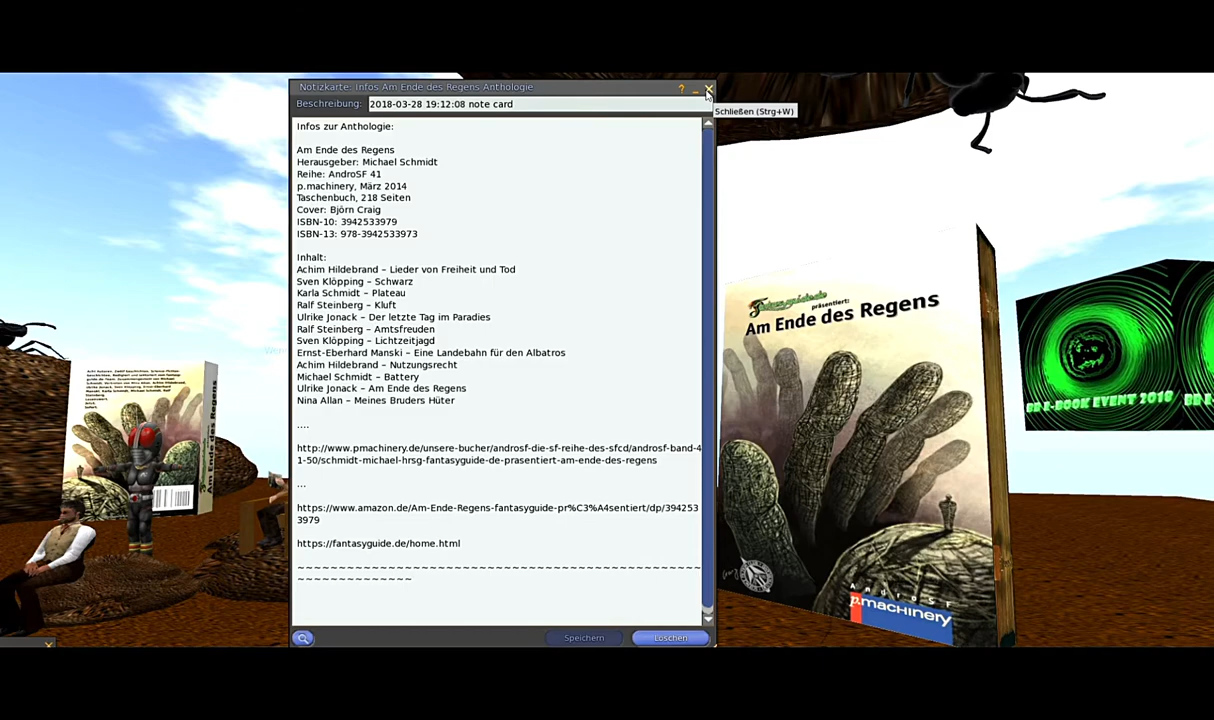 Notizkarte: Infos Am Ende des Regens Anthologie
?
Beschreibung: 2018-03-28 19:12:08 note card
Schließen (Strg+W)
Infos zur Anthologie:
Am Ende des Regens
Herausgeber: Michael Schmidt
Reihe: AndroSF 41
p.machinery, März 2014
Taschenbuch, 218 Seiten
Cover: Björn Craig
ISBN-10: 3942533979
ISBN-13: 978-3942533973
Inhalt:
Achim Hildebrand – Lieder von Freiheit und Tod
Sven Klöpping – Schwarz
Karla Schmidt – Plateau
Ralf Steinberg – Kluft
Ulrike Jonack – Der letzte Tag im Paradies
Ralf Steinberg – Amtsfreuden
Sven Klöpping – Lichtzeitjagd
Ernst-Eberhard Manski – Eine Landebahn für den Albatros
Achim Hildebrand – Nutzungsrecht
Michael Schmidt – Battery
Ulrike Jonack – Am Ende des Regens
Nina Allan – Meines Bruders Hüter
....
http://www.pmachinery.de/unsere-bucher/androsf-die-sf-reihe-des-sfcd/androsf-band-4
1-50/schmidt-michael-hrsg-fantasyguide-de-prasentiert-am-ende-des-regens
...
https://www.amazon.de/Am-Ende-Regens-fantasyguide-pr%C3%A4sentiert/dp/394253
3979
https://fantasyguide.de/home.html
~~~~~~~~~~~~~~~~~~~~~~~~~~~~~~~~~~~~~~~~~~~~~~~~~
~~~~~~~~~~~~~~
Speichern
Löschen
Fantasyguide.de
präsentiert:
Am Ende des Regens
AndroSF
p.machinery
Am Ende des Regens
BB E-BOOK EVENT 2018
BB E-B